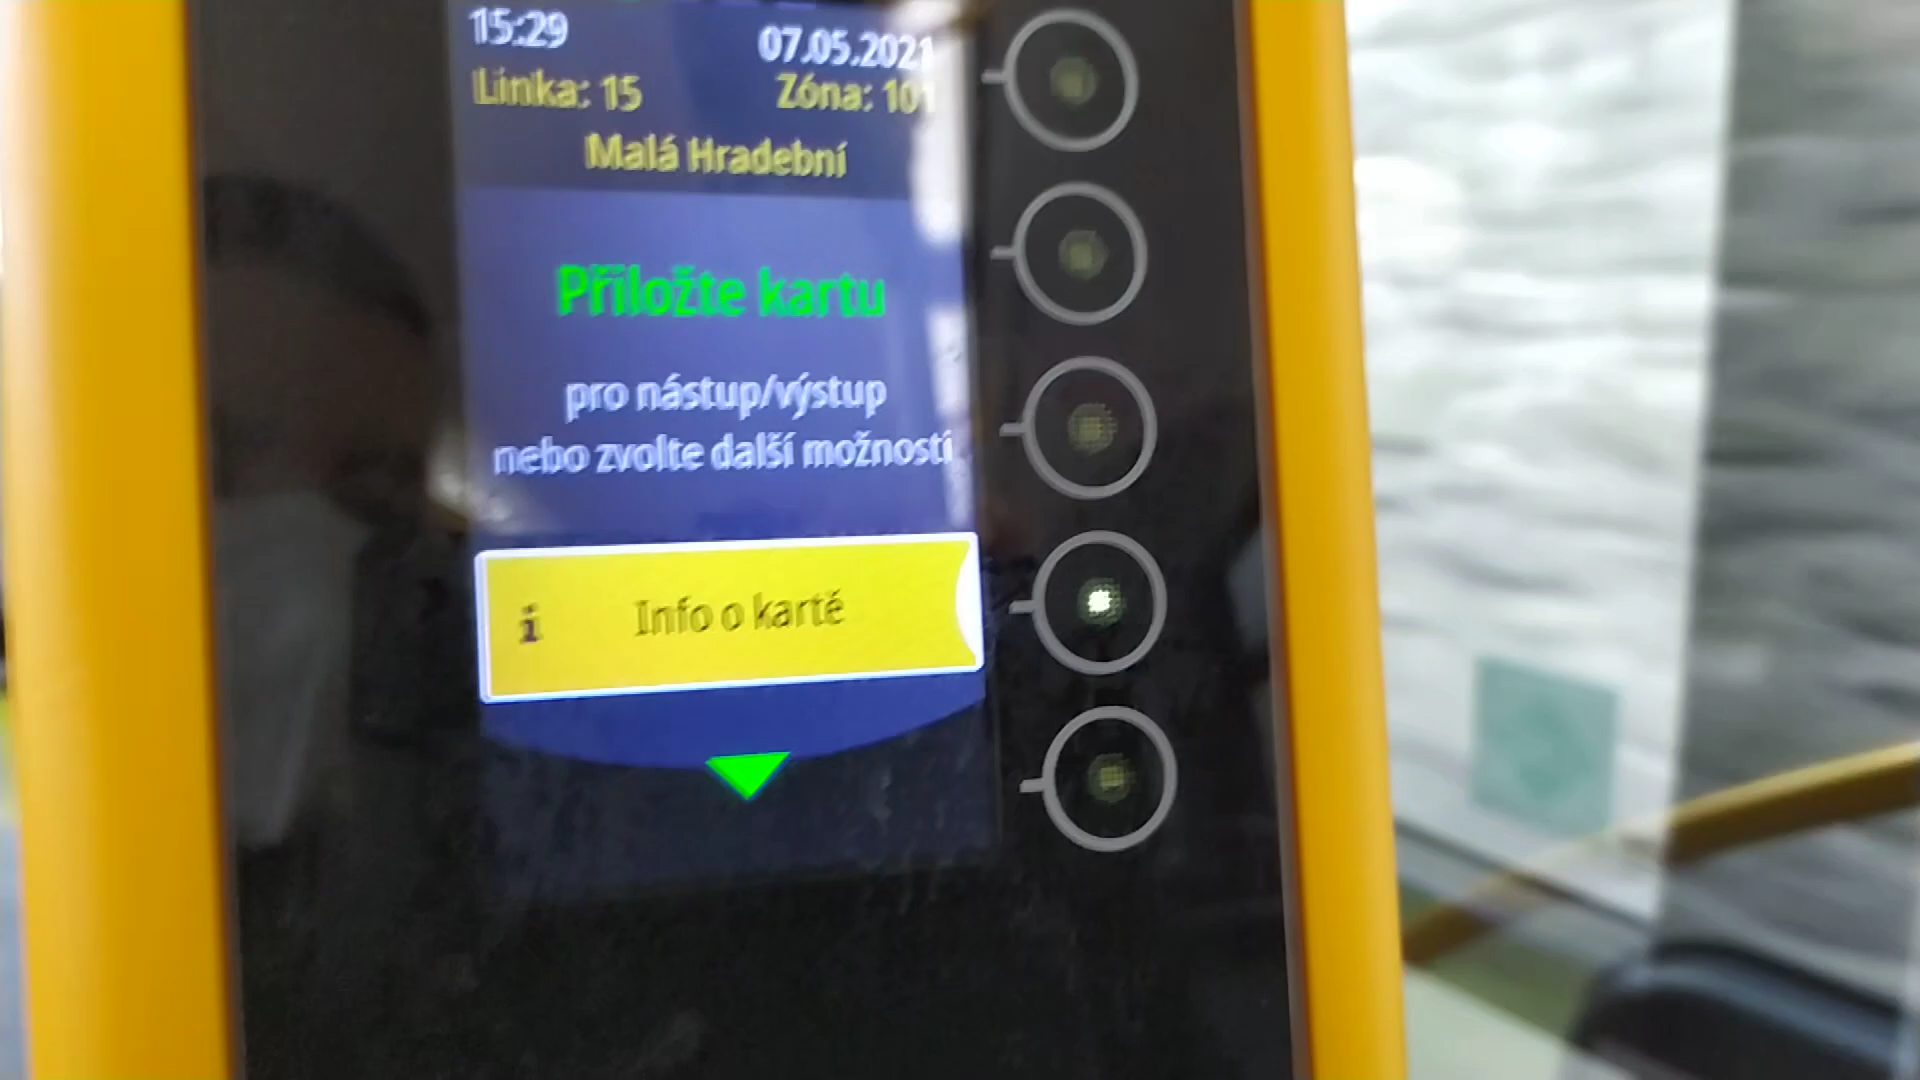 15:29 07.05.2021
Linka: 15 Zóna: 101
Malá Hradební
Přiložte kartu
pro nástup/výstup
nebo zvolte další možnosti
i Info o kartě